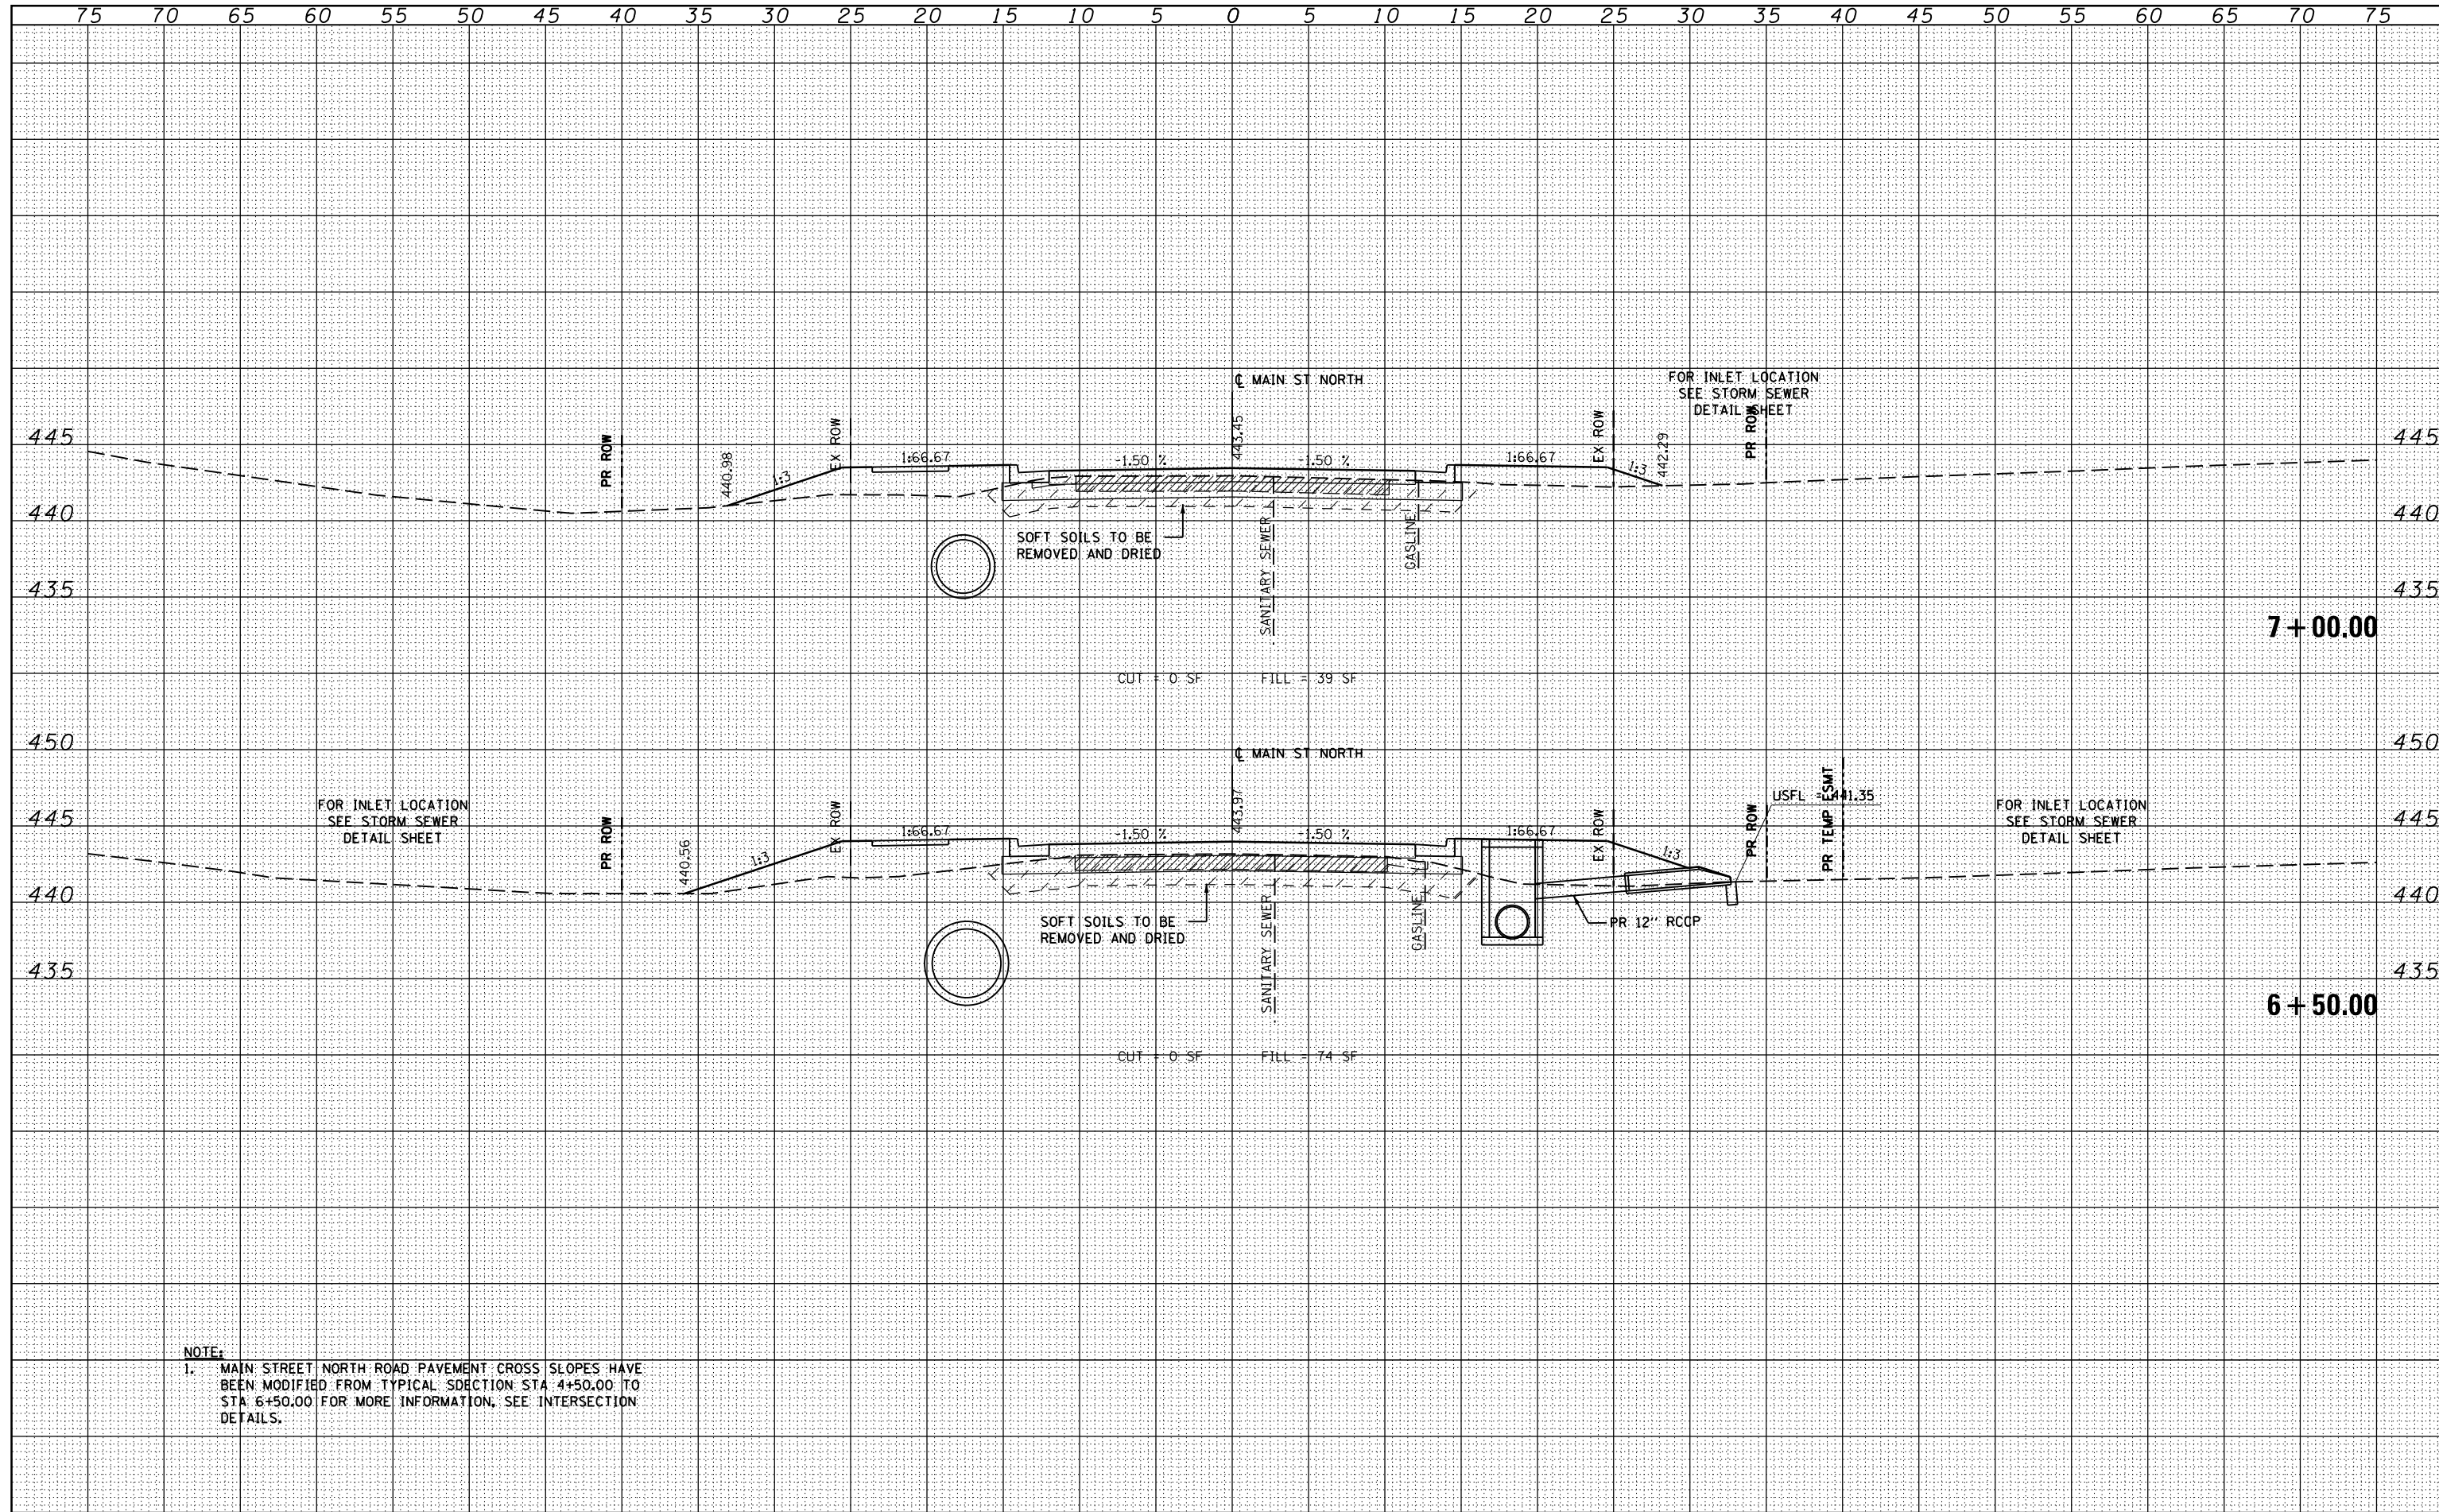 75 70 65 60 55 50 45 40 35 30 25 20 15 10 5 0 5 10 15 20 25 30 35 40 45 50 55 60 65 70 75
℄ MAIN ST NORTH
FOR INLET LOCATION
SEE STORM SEWER
DETAIL SHEET
445
PR ROW
440.98
1:3
EX ROW
1:66.67
-1.50 %
443.45
-1.50 %
1:66.67
EX ROW
1:3
442.29
PR ROW
445
440
SOFT SOILS TO BE
REMOVED AND DRIED
SANITARY SEWER
GASLINE
440
435
435
7+00.00
CUT = 0 SF
FILL = 39 SF
450
℄ MAIN ST NORTH
450
FOR INLET LOCATION
SEE STORM SEWER
DETAIL SHEET
445
PR ROW
440.56
1:3
EX ROW
1:66.67
-1.50 %
443.97
-1.50 %
1:66.67
EX ROW
1:3
PR ROW
USFL = 441.35
PR TEMP ESMT
FOR INLET LOCATION
SEE STORM SEWER
DETAIL SHEET
445
440
SOFT SOILS TO BE
REMOVED AND DRIED
SANITARY SEWER
GASLINE
PR 12'' RCCP
440
435
435
6+50.00
CUT = 0 SF
FILL = 74 SF
NOTE:
1. MAIN STREET NORTH ROAD PAVEMENT CROSS SLOPES HAVE
BEEN MODIFIED FROM TYPICAL SDECTION STA 4+50.00 TO
STA 6+50.00 FOR MORE INFORMATION, SEE INTERSECTION
DETAILS.